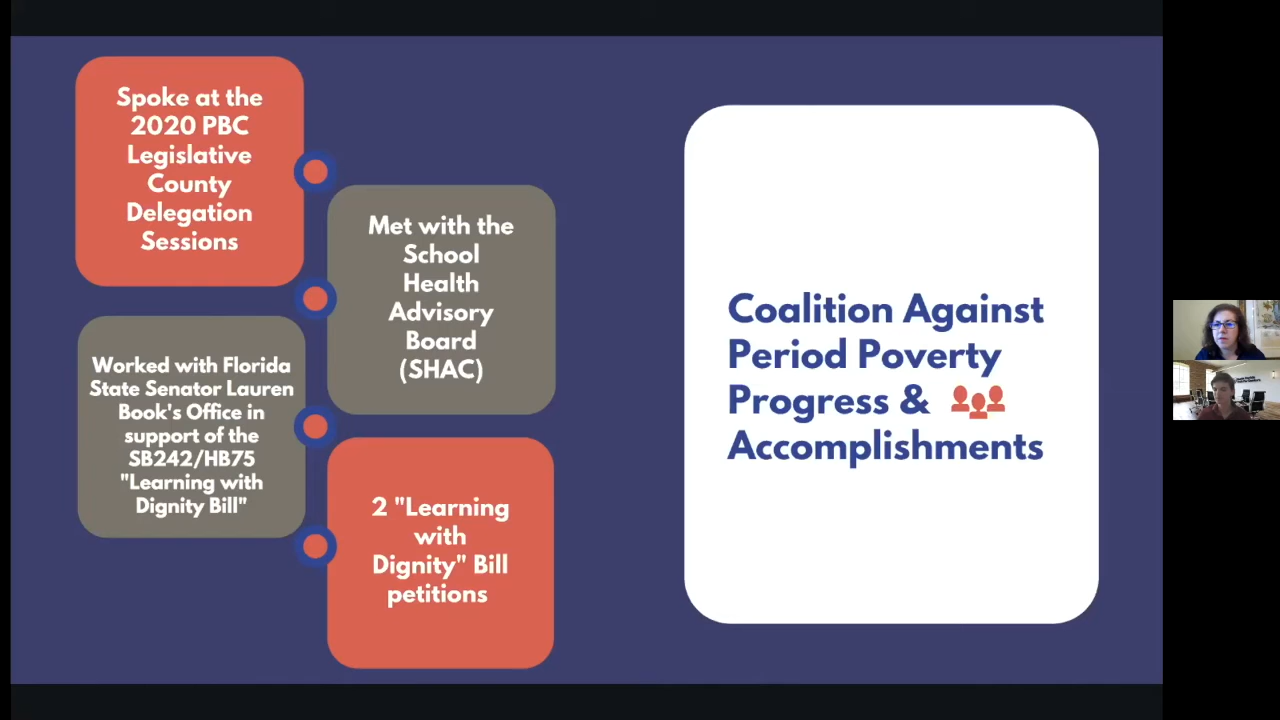 Spoke at the
2020 PBC
Legislative
County
Delegation
Sessions
Met with the
School
Health
Advisory
Board
(SHAC)
Worked with Florida
State Senator Lauren
Book's Office in
support of the
SB242/HB75
"Learning with
Dignity Bill"
2 "Learning
with
Dignity" Bill
petitions
Coalition Against
Period Poverty
Progress &
Accomplishments